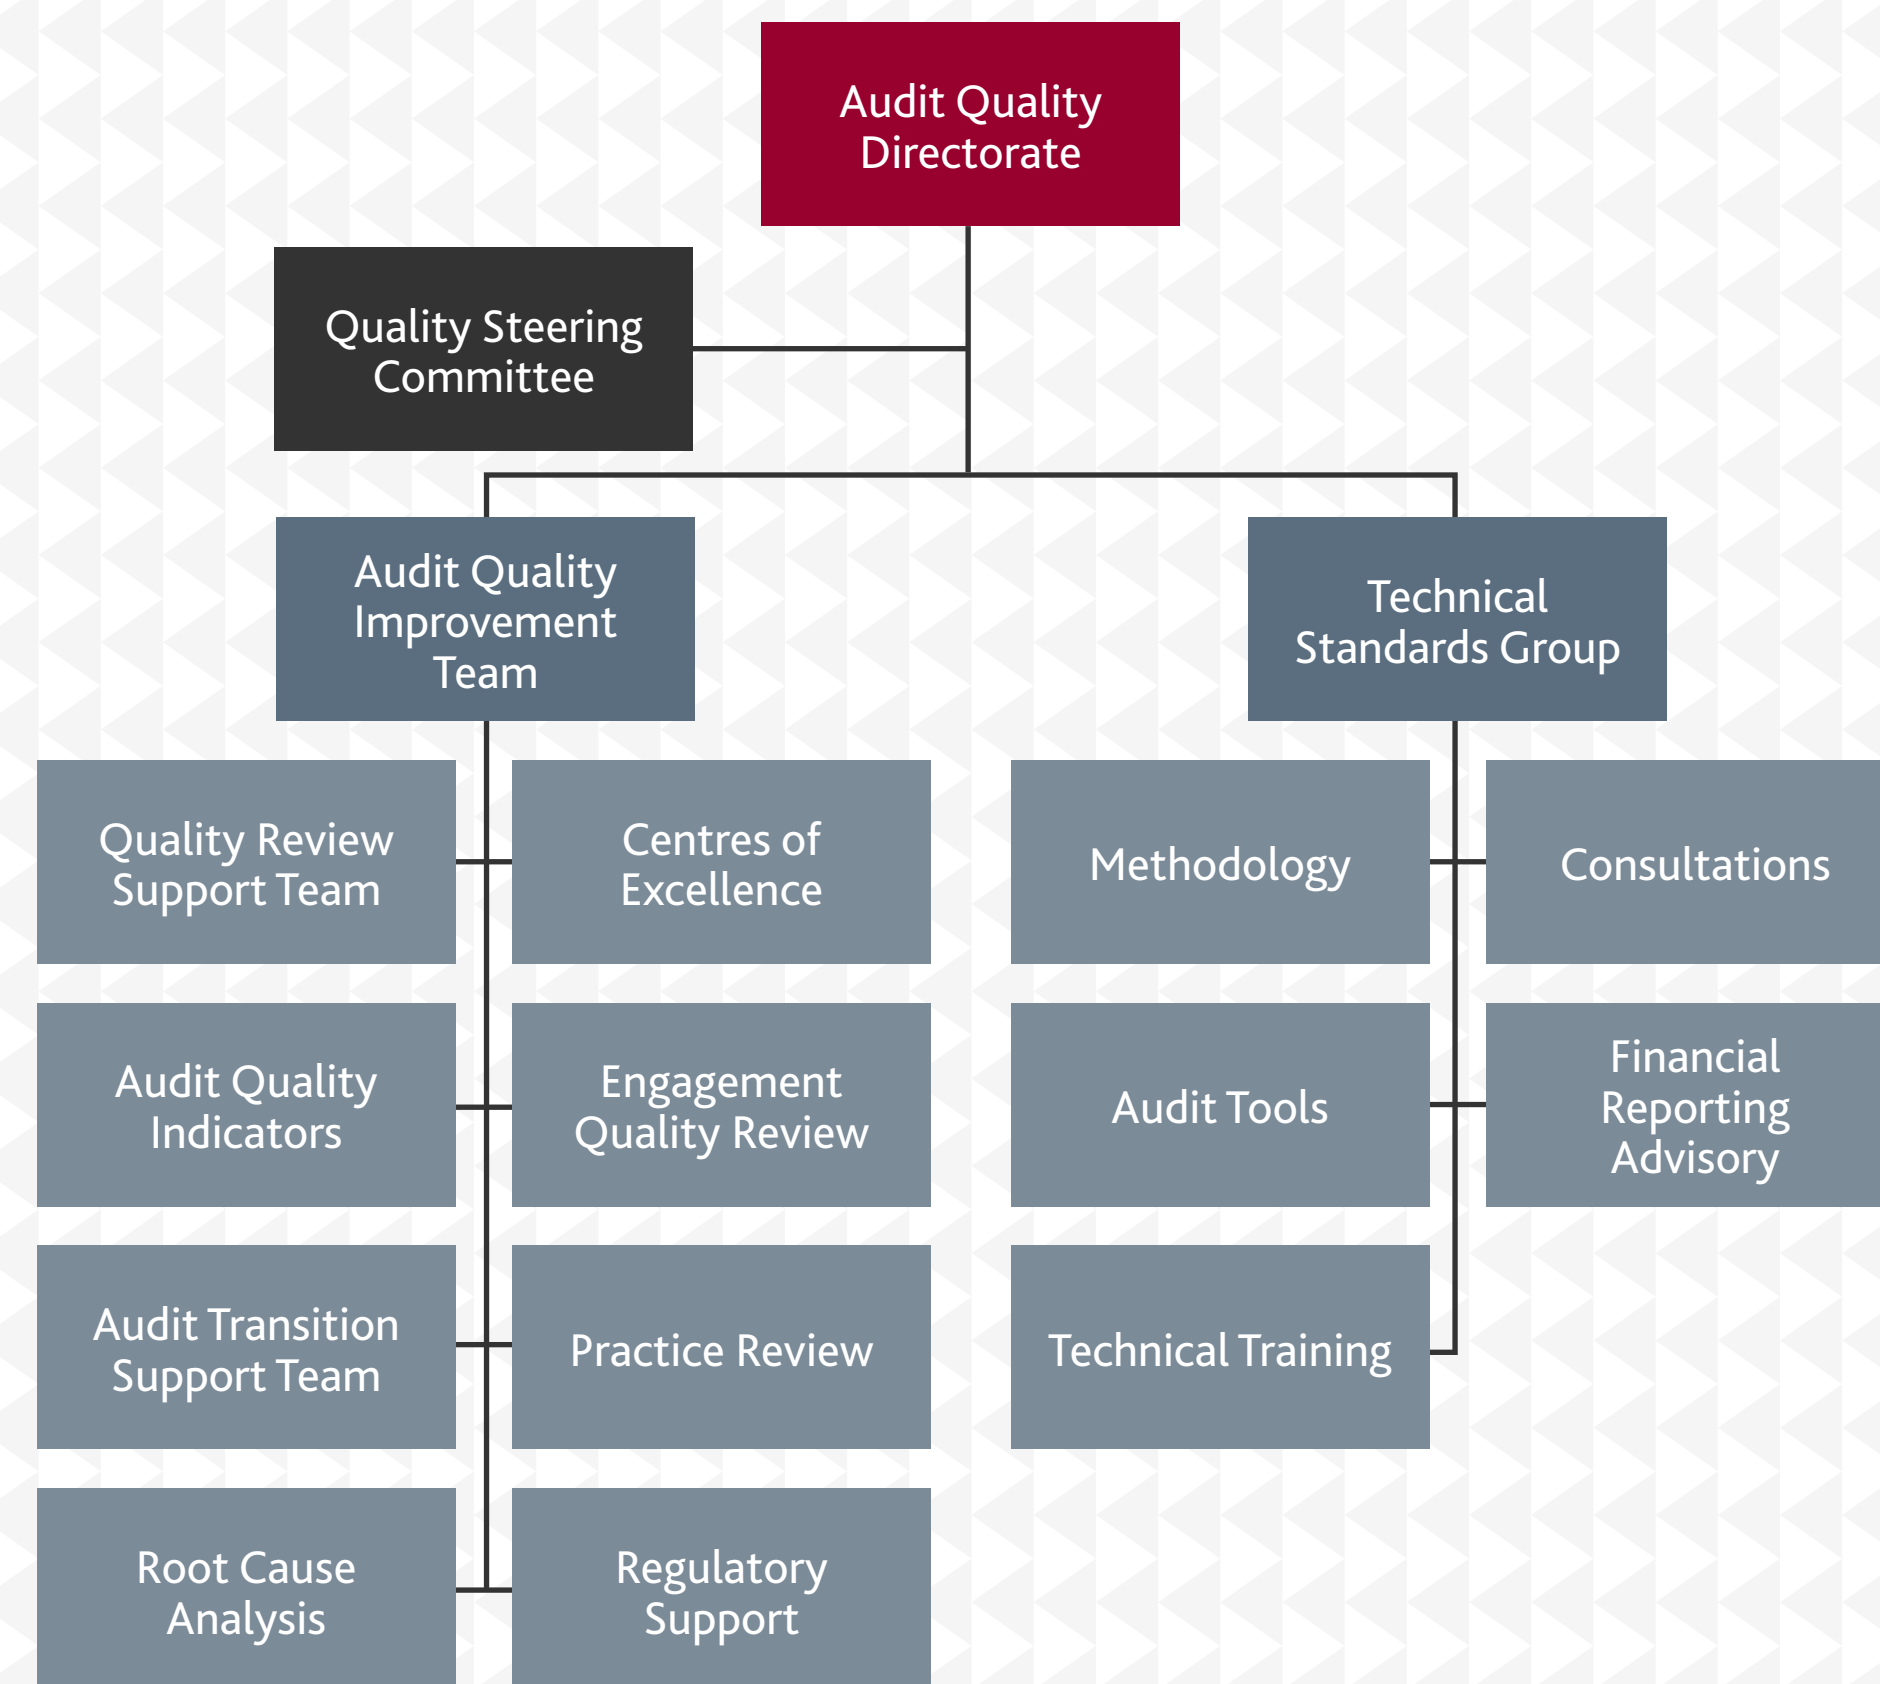 Audit Quality
Directorate
Quality Steering
Committee
Audit Quality
Improvement
Team
Technical
Standards Group
Quality Review
Support Team
Centres of
Excellence
Methodology
Consultations
Audit Quality
Indicators
Engagement
Quality Review
Audit Tools
Financial
Reporting
Advisory
Audit Transition
Support Team
Practice Review
Technical Training
Root Cause
Analysis
Regulatory
Support